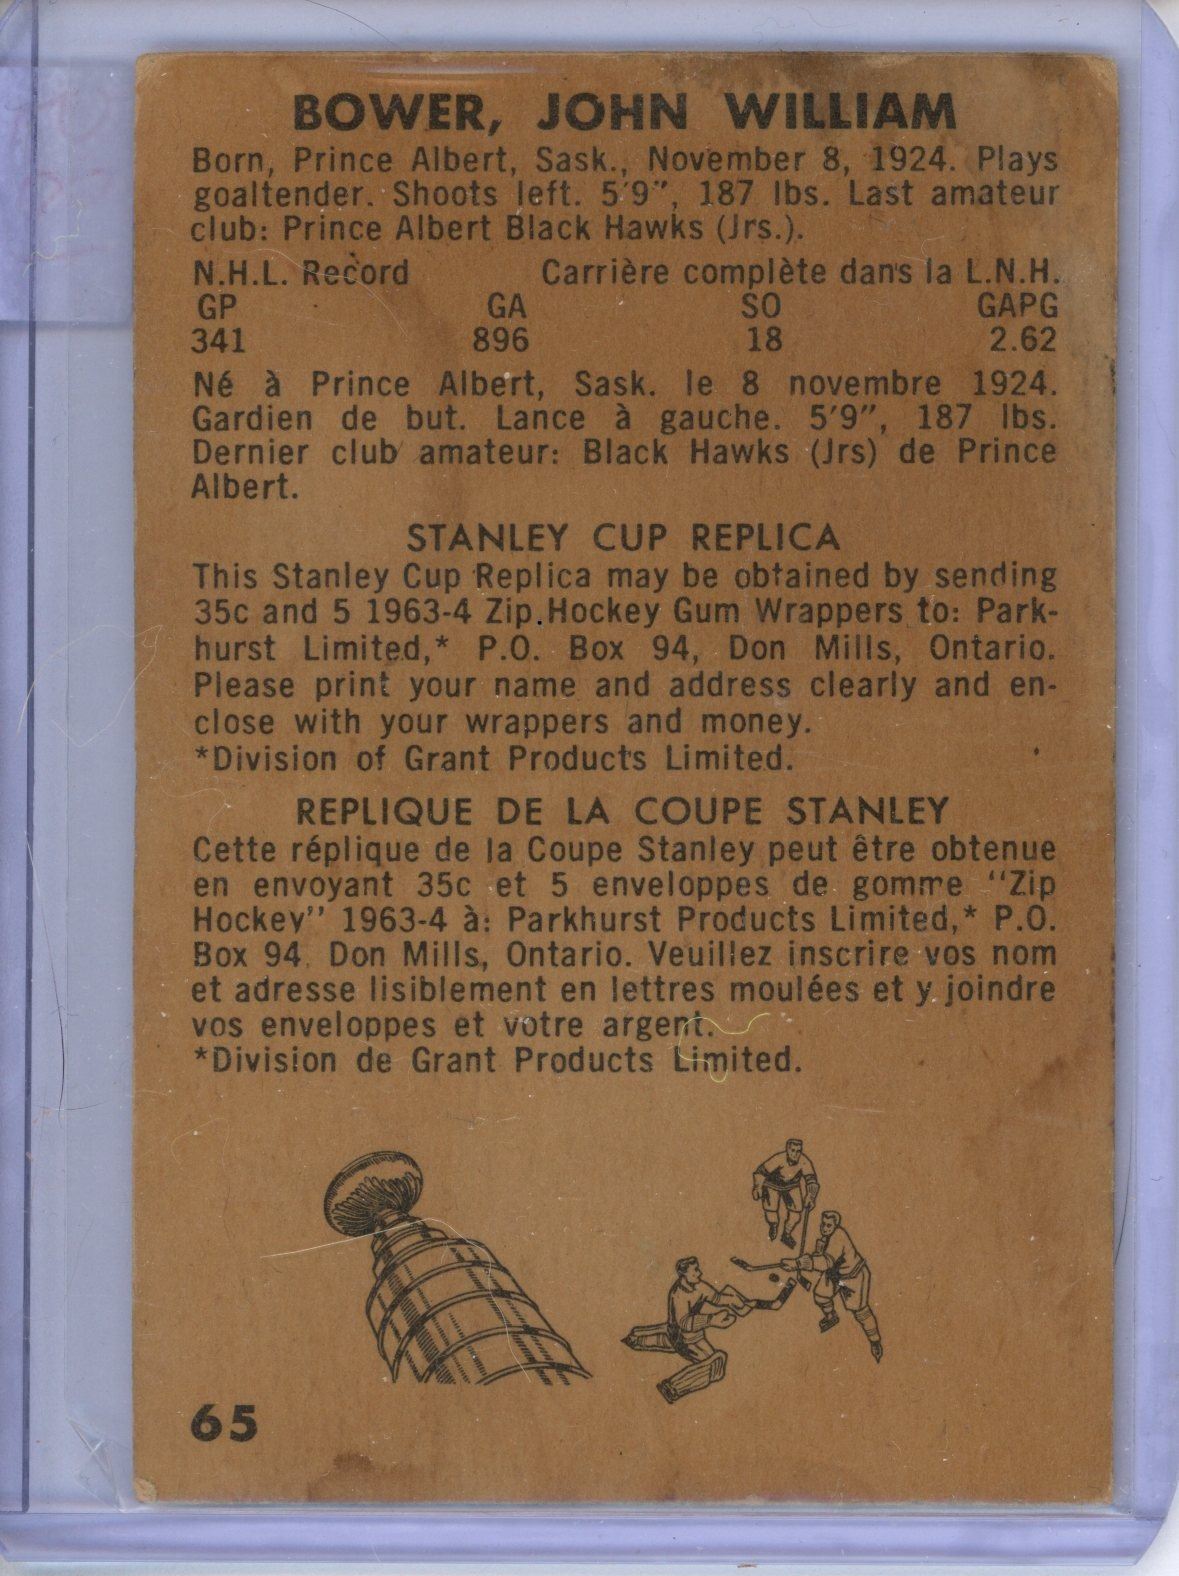 BOWER, JOHN WILLIAM
Born, Prince Albert, Sask., November 8, 1924. Plays
goaltender. Shoots left. 5'9", 187 lbs. Last amateur
club: Prince Albert Black Hawks (Jrs.).
N.H.L. Record Carrière complète dans la L.N.H.
GP GA SO GAPG
341 896 18 2.62
Né à Prince Albert, Sask. le 8 novembre 1924.
Gardien de but. Lance à gauche. 5'9", 187 lbs.
Dernier club amateur: Black Hawks (Jrs) de Prince
Albert.
STANLEY CUP REPLICA
This Stanley Cup Replica may be obtained by sending
35c and 5 1963-4 Zip Hockey Gum Wrappers to: Park-
hurst Limited,* P.O. Box 94, Don Mills, Ontario.
Please print your name and address clearly and en-
close with your wrappers and money.
*Division of Grant Products Limited.
REPLIQUE DE LA COUPE STANLEY
Cette réplique de la Coupe Stanley peut être obtenue
en envoyant 35c et 5 enveloppes de gomme "Zip
Hockey" 1963-4 à: Parkhurst Products Limited,* P.O.
Box 94, Don Mills, Ontario. Veuillez inscrire vos nom
et adresse lisiblement en lettres moulées et y joindre
vos enveloppes et votre argent.
*Division de Grant Products Limited.
65